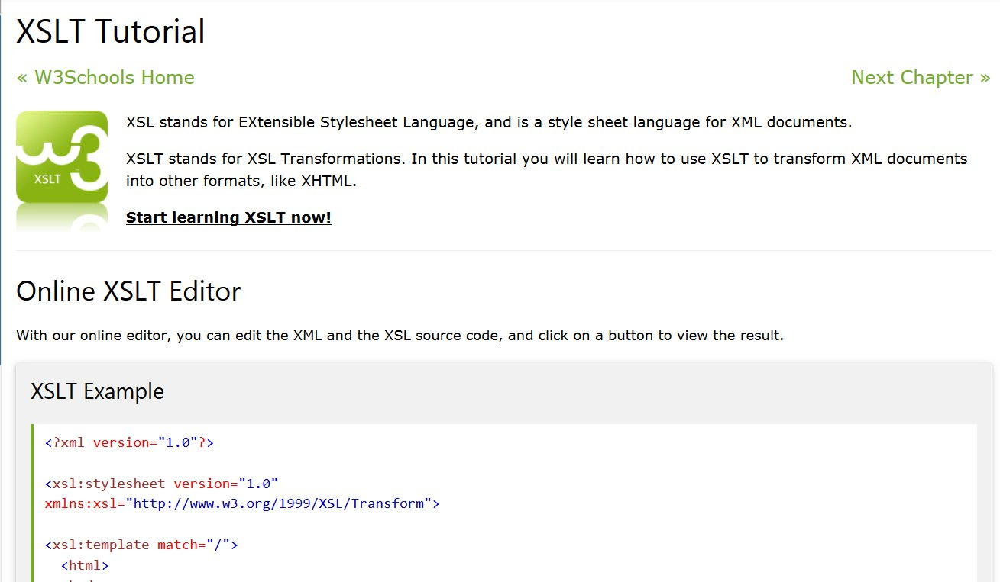 XSLT Tutorial
« W3Schools Home
Next Chapter »
w3
XSLT
XSL stands for EXtensible Stylesheet Language, and is a style sheet language for XML documents.
XSLT stands for XSL Transformations. In this tutorial you will learn how to use XSLT to transform XML documents
into other formats, like XHTML.
Start learning XSLT now!
Online XSLT Editor
With our online editor, you can edit the XML and the XSL source code, and click on a button to view the result.
XSLT Example
<?xml version="1.0"?>
<xsl:stylesheet version="1.0"
xmlns:xsl="http://www.w3.org/1999/XSL/Transform">
<xsl:template match="/">
<html>